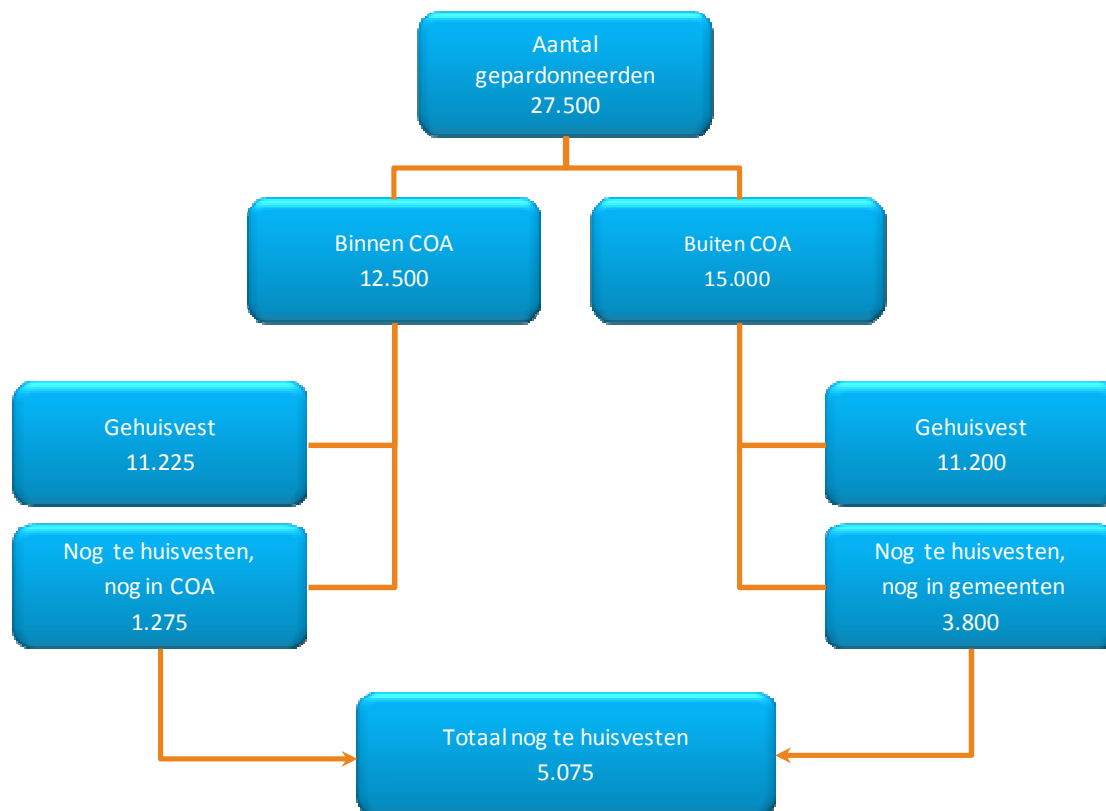 Aantal
gepardonneerden
27.500
Binnen COA
12.500
Buiten COA
15.000
Gehuisvest
11.225
Gehuisvest
11.200
Nog te huisvesten,
nog in COA
1.275
Nog te huisvesten,
nog in gemeenten
3.800
Totaal nog te huisvesten
5.075